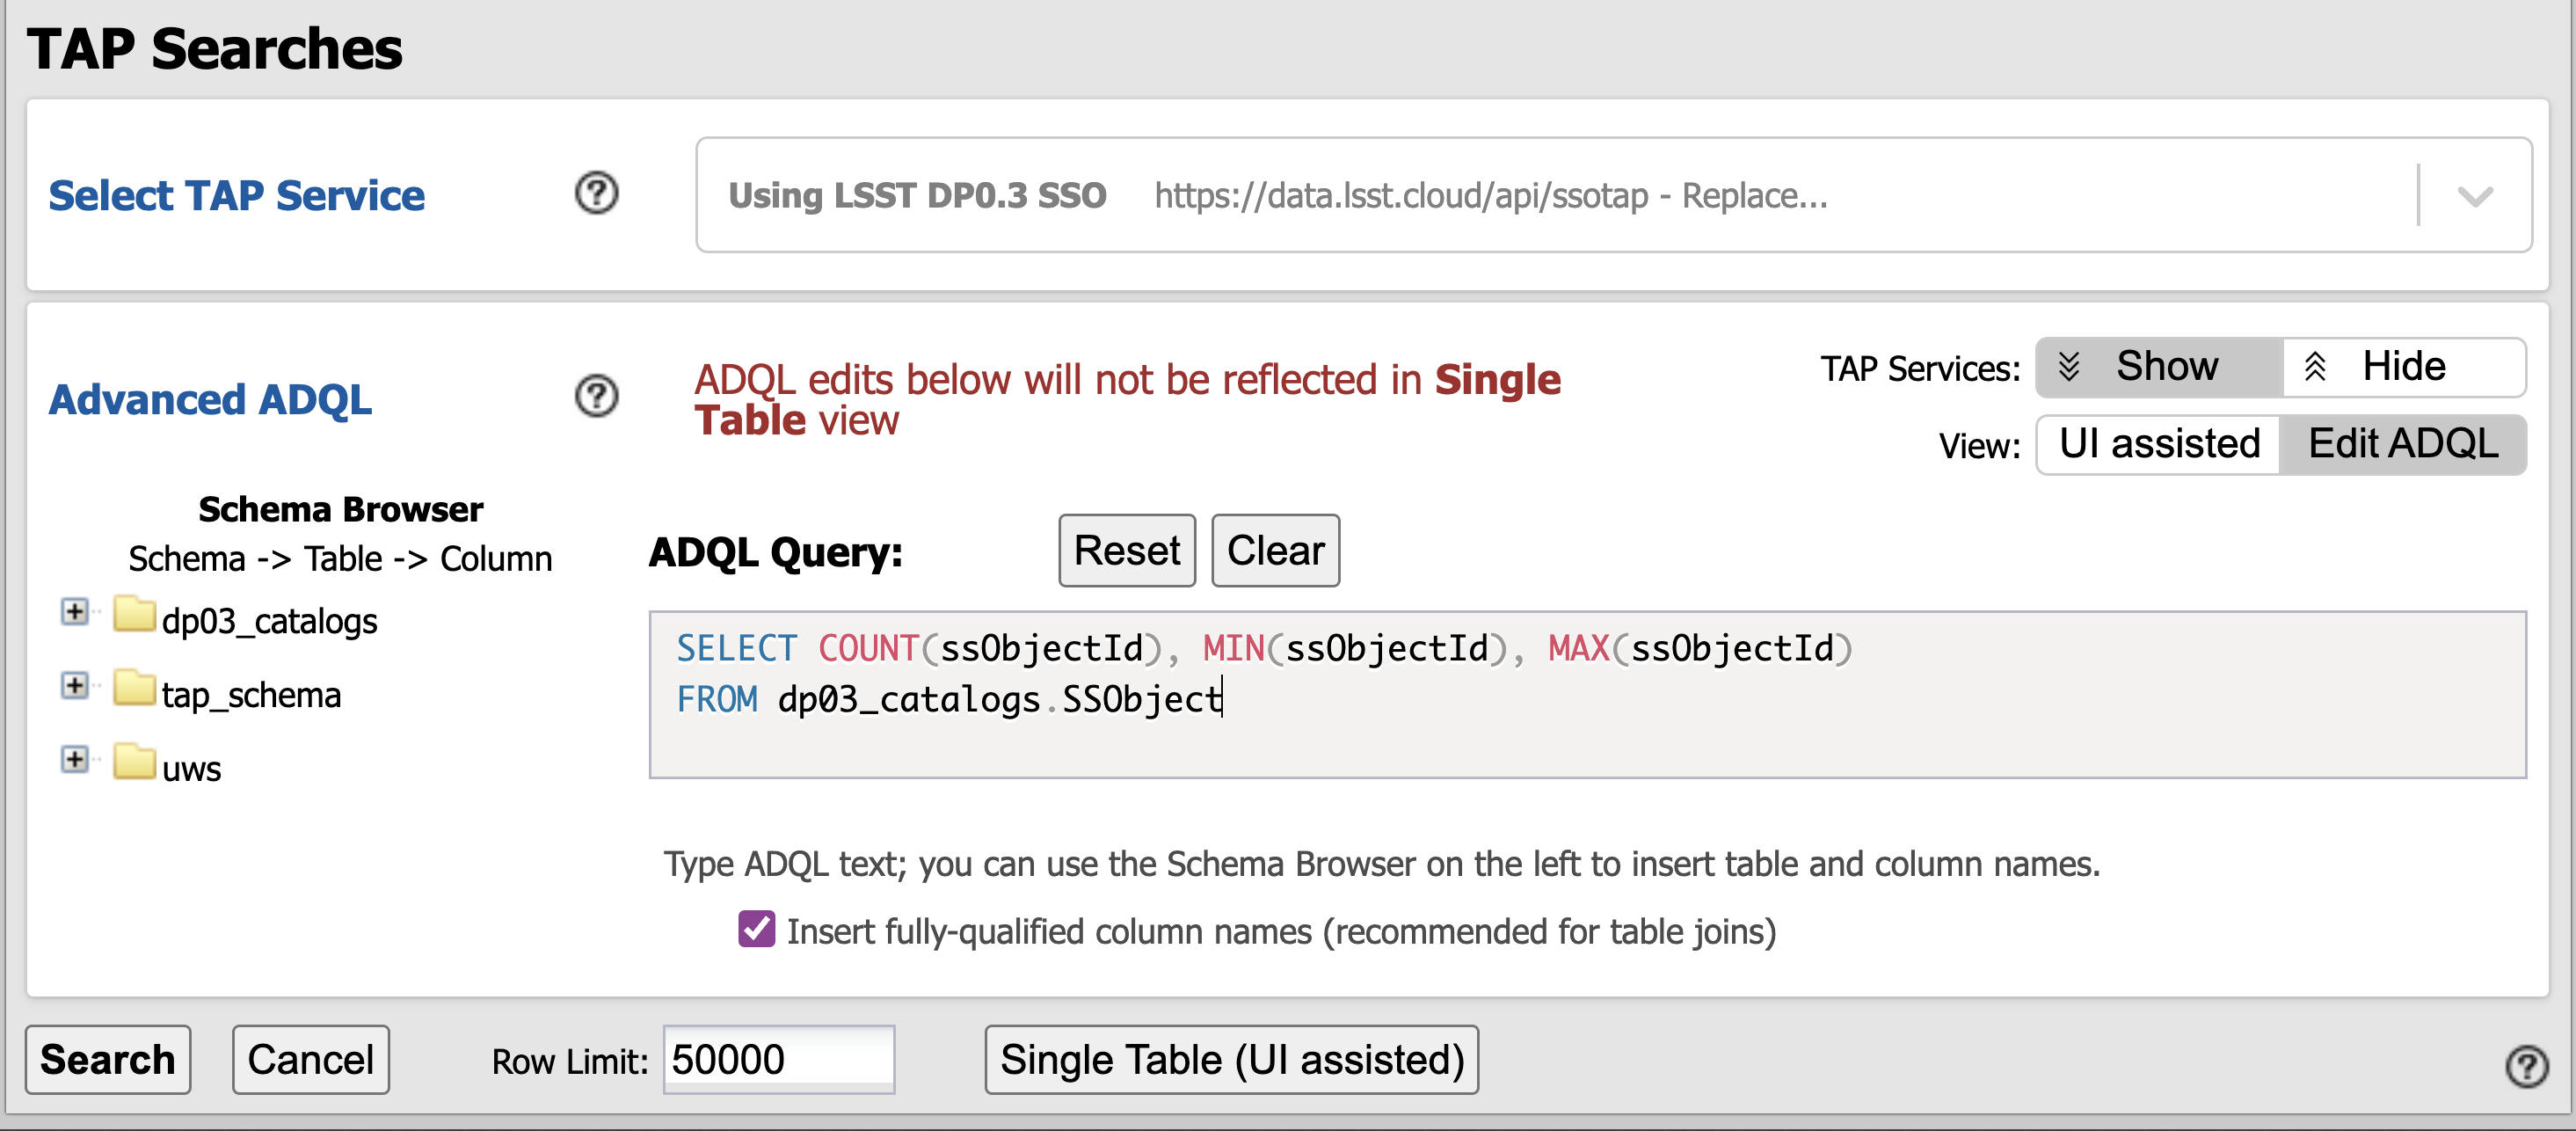 TAP Searches
Select TAP Service
Using LSST DP0.3 SSO https://data.lsst.cloud/api/ssotap - Replace...
Advanced ADQL
ADQL edits below will not be reflected in Single
Table view
TAP Services: Show Hide
View: UI assisted Edit ADQL
Schema Browser
Schema -> Table -> Column
dp03_catalogs
tap_schema
uws
ADQL Query: Reset Clear
SELECT COUNT(ssObjectId), MIN(ssObjectId), MAX(ssObjectId)
FROM dp03_catalogs.SSObject
Type ADQL text; you can use the Schema Browser on the left to insert table and column names.
Insert fully-qualified column names (recommended for table joins)
Search Cancel Row Limit: 50000 Single Table (UI assisted)